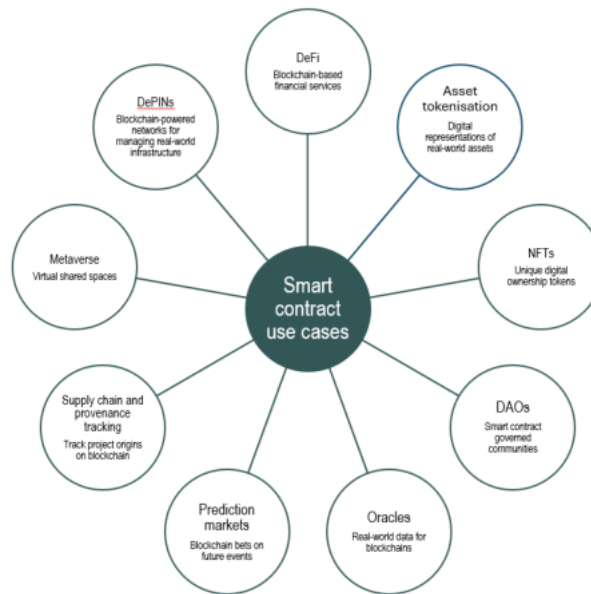 DeFi
Blockchain-based
financial services
Asset
tokenisation
Digital
representations of
real-world assets
NFTs
Unique digital
ownership tokens
DAOs
Smart contract
governed
communities
Oracles
Real-world data for
blockchains
Prediction
markets
Blockchain bets on
future events
Supply chain and
provenance
tracking
Track project origins
on blockchain
Metaverse
Virtual shared spaces
DePINs
Blockchain-powered
networks for
managing real-world
infrastructure
Smart
contract
use cases